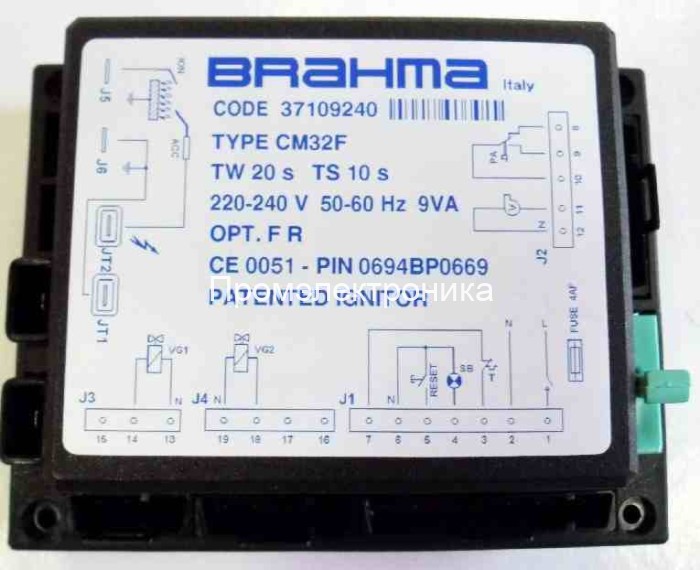 BRAHMA Italy
CODE 37109240
TYPE CM32F
TW 20 s TS 10 s
220-240 V 50-60 Hz 9VA
OPT. F R
CE 0051 - PIN 0694BP0669
PATENTED IGNITOR
Промэлектроника
J5
ION
J6
ACC
JT2
JT1
PA
8
9
10
11
N 12
J2
FUSE 4AF
VG1
J3
N
15 14 13
VG2
J4
N
19 18 17 16
J1
N
RESET
SB
T
N
L
7 6 5 4 3 2 1